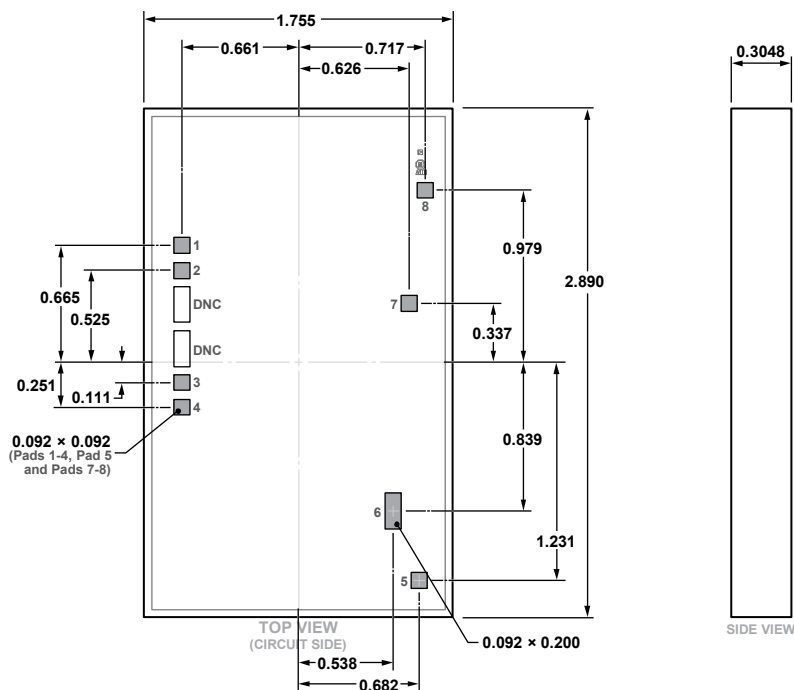 1.755
0.661
0.717
0.626
0.3048
8
1
2
DNC
7
DNC
3
4
0.665
0.525
0.251
0.111
0.979
2.890
0.337
0.839
1.231
0.092 × 0.092
(Pads 1-4, Pad 5
and Pads 7-8)
6
5
TOP VIEW
(CIRCUIT SIDE)
0.092 × 0.200
0.538
0.682
SIDE VIEW